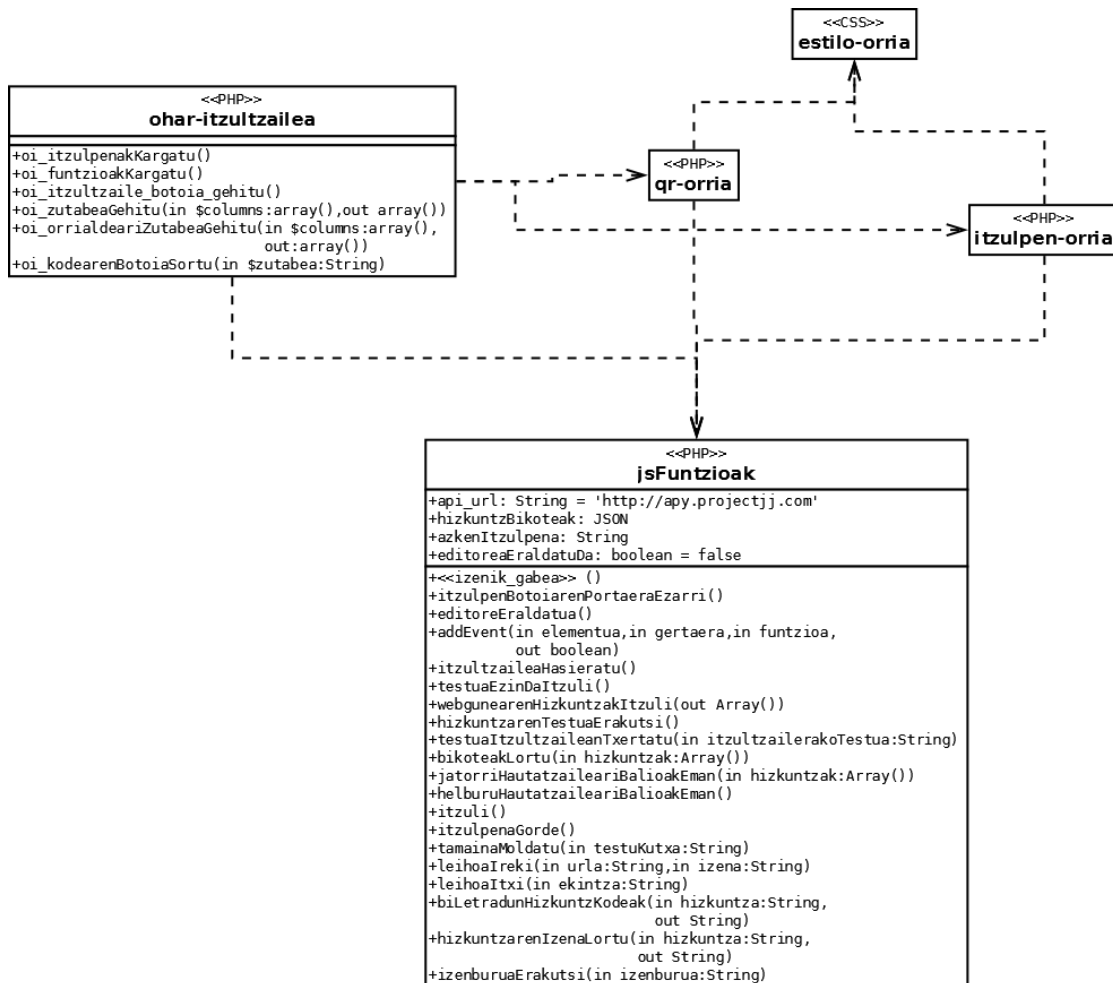 <<CSS>>
estilo-orria
<<PHP>>
ohar-itzultzailea
+oi_itzulpenakKargatu()
+oi_funtzioakKargatu()
+oi_itzultzaile_botoia_gehitu()
+oi_zutabeaGehitu(in $columns:array(),out array())
+oi_orrialdeariZutabeaGehitu(in $columns:array(),
out:array())
+oi_kodearenBotoiaSortu(in $zutabea:String)
<<PHP>>
qr-orria
<<PHP>>
itzulpen-orria
<<PHP>>
jsFuntzioak
+api_url: String = 'http://apy.projectjj.com'
+hizkuntzBikoteak: JSON
+azkenItzulpena: String
+editoreaEraldatuDa: boolean = false
+<<izenik_gabea>> ()
+itzulpenBotoiarenPortaeraEzarri()
+editoreEraldatua()
+addEvent(in elementua,in gertaera,in funtzioa,
out boolean)
+itzultzaileaHasieratu()
+testuaEzinDaItzuli()
+webgunearenHizkuntzakItzuli(out Array())
+hizkuntzarenTestuaErakutsi()
+testuaItzultzaileanTxertatu(in itzultzailerakoTestua:String)
+bikoteakLortu(in hizkuntzak:Array())
+jatorriHautatzaileariBalioakEman(in hizkuntzak:Array())
+helburuHautatzaileariBalioakEman()
+itzuli()
+itzulpenaGorde()
+tamainaMoldatu(in testuKutxa:String)
+leihoaIreki(in urla:String,in izena:String)
+leihoaItxi(in ekintza:String)
+biLetradunHizkuntzKodeak(in hizkuntza:String,
out String)
+hizkuntzarenIzenaLortu(in hizkuntza:String,
out String)
+izenburuaErakutsi(in izenburua:String)